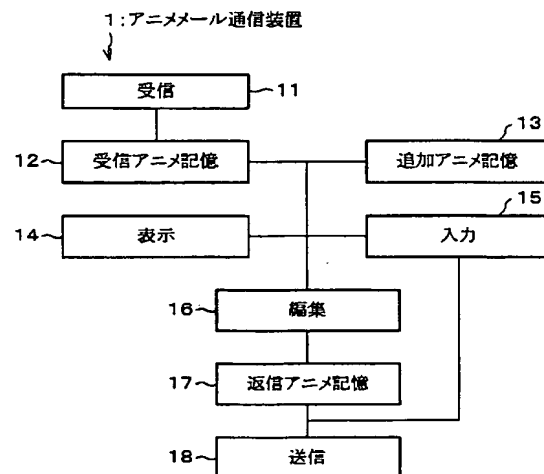 1:アニメメール通信装置
受信
11
12
受信アニメ記憶
13
追加アニメ記憶
14
表示
15
入力
16
編集
17
返信アニメ記憶
18
送信